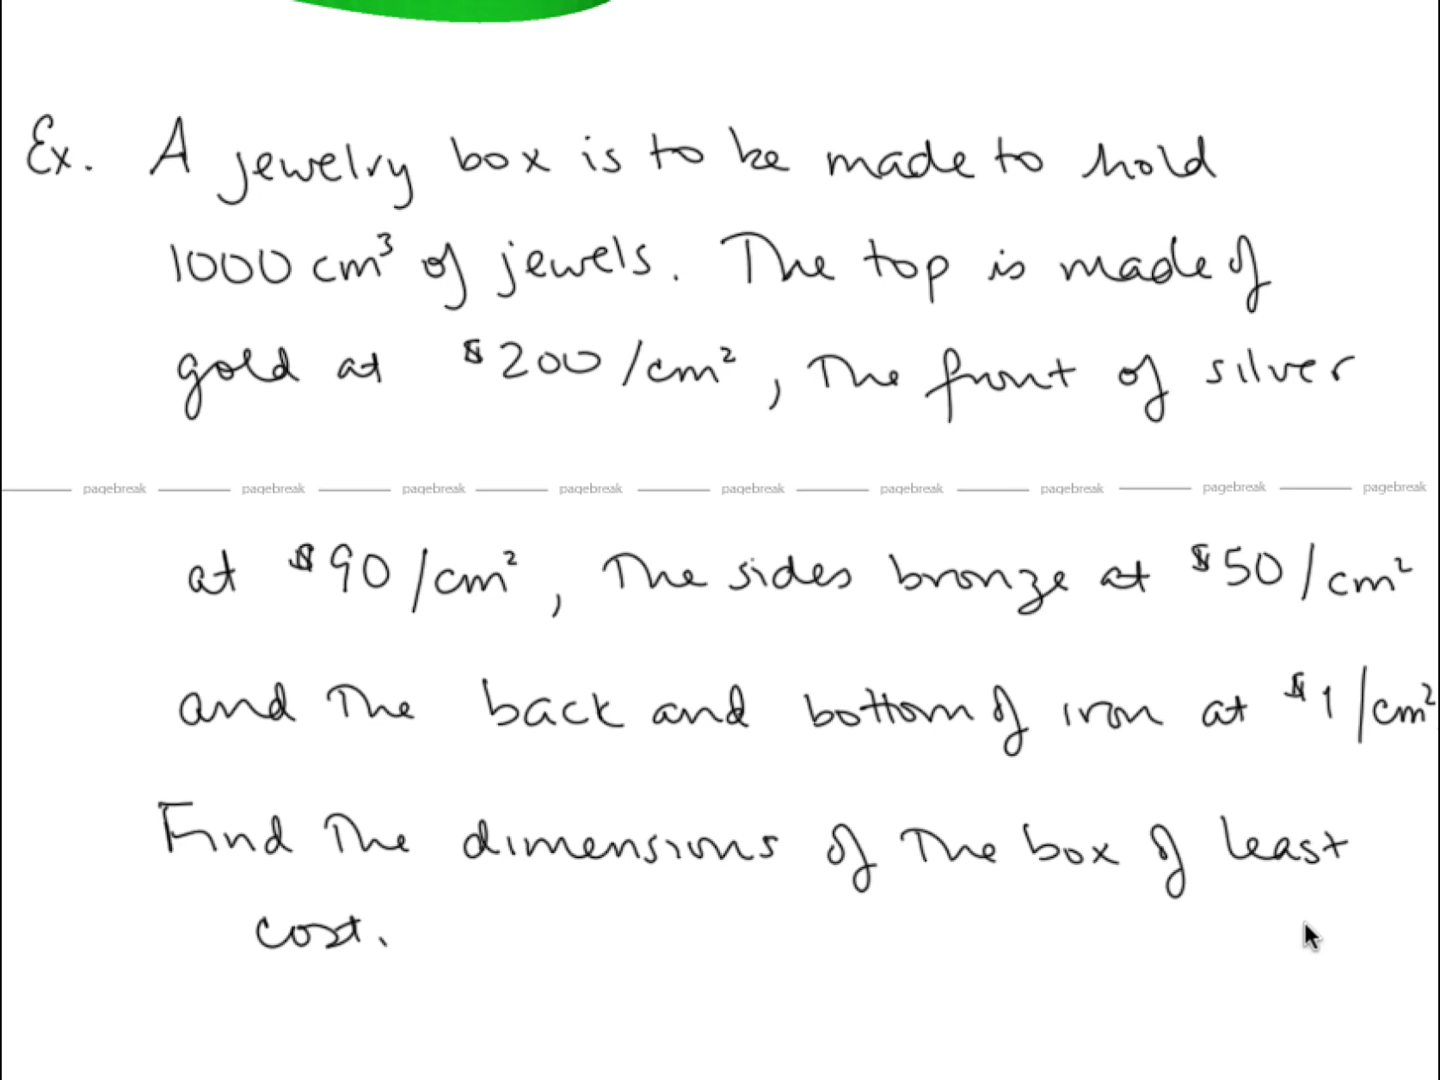 Ex. A jewelry box is to be made to hold
1000 cm³ of jewels. The top is made of
gold at $200/cm², The front of silver
pagebreak pagebreak pagebreak pagebreak pagebreak pagebreak pagebreak pagebreak pagebreak
at $90/cm², The sides bronze at $50/cm²
and The back and bottom of iron at $1/cm²
Find The dimensions of The box of least
cost.